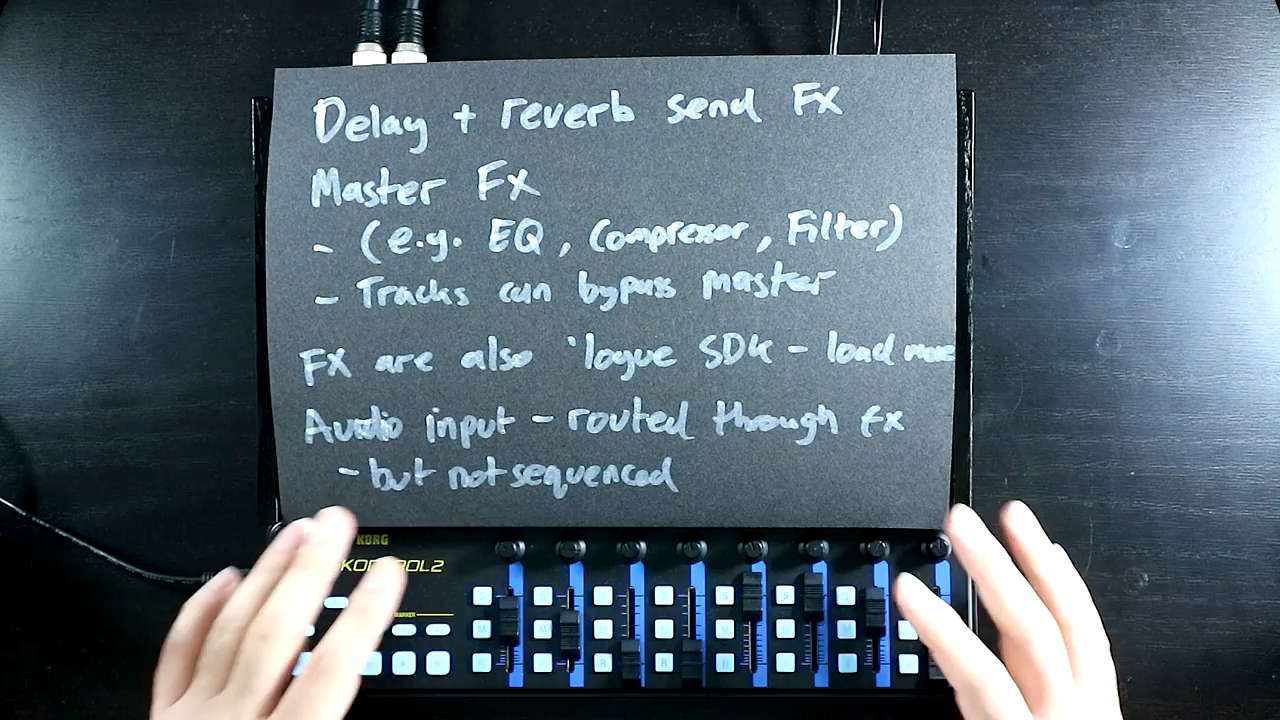 Delay + reverb send FX
Master FX
- (e.g. EQ, Compressor, Filter)
- Tracks can bypass master
FX are also 'logue SDK - load more
Audio input - routed through fx
- but not sequenced
KORG
S
S
M
M
R
R
R